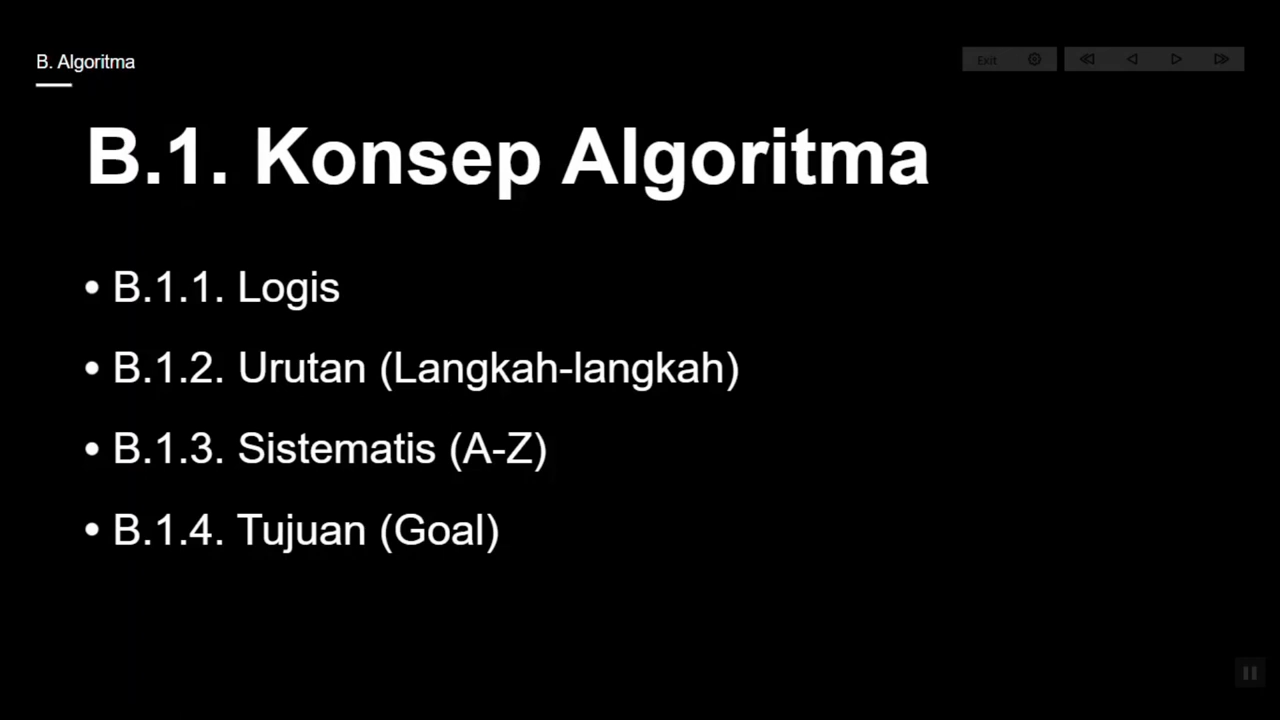 B. Algoritma
Exit
B.1. Konsep Algoritma
• B.1.1. Logis
• B.1.2. Urutan (Langkah-langkah)
• B.1.3. Sistematis (A-Z)
• B.1.4. Tujuan (Goal)